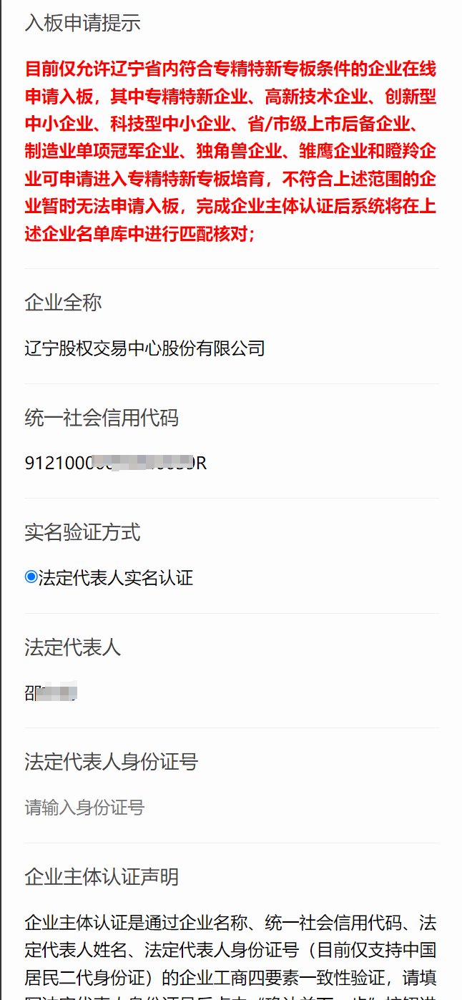 入板申请提示
目前仅允许辽宁省内符合专精特新专板条件的企业在线
申请入板，其中专精特新企业、高新技术企业、创新型
中小企业、科技型中小企业、省/市级上市后备企业、
制造业单项冠军企业、独角兽企业、雏鹰企业和瞪羚企
业可申请进入专精特新专板培育，不符合上述范围的企
业暂时无法申请入板，完成企业主体认证后系统将在上
述企业名单库中进行匹配核对；
企业全称
辽宁股权交易中心股份有限公司
统一社会信用代码
9121000
R
实名验证方式
法定代表人实名认证
法定代表人
邵
法定代表人身份证号
请输入身份证号
企业主体认证声明
企业主体认证是通过企业名称、统一社会信用代码、法
定代表人姓名、法定代表人身份证号（目前仅支持中国
居民二代身份证）的企业工商四要素一致性验证，请填